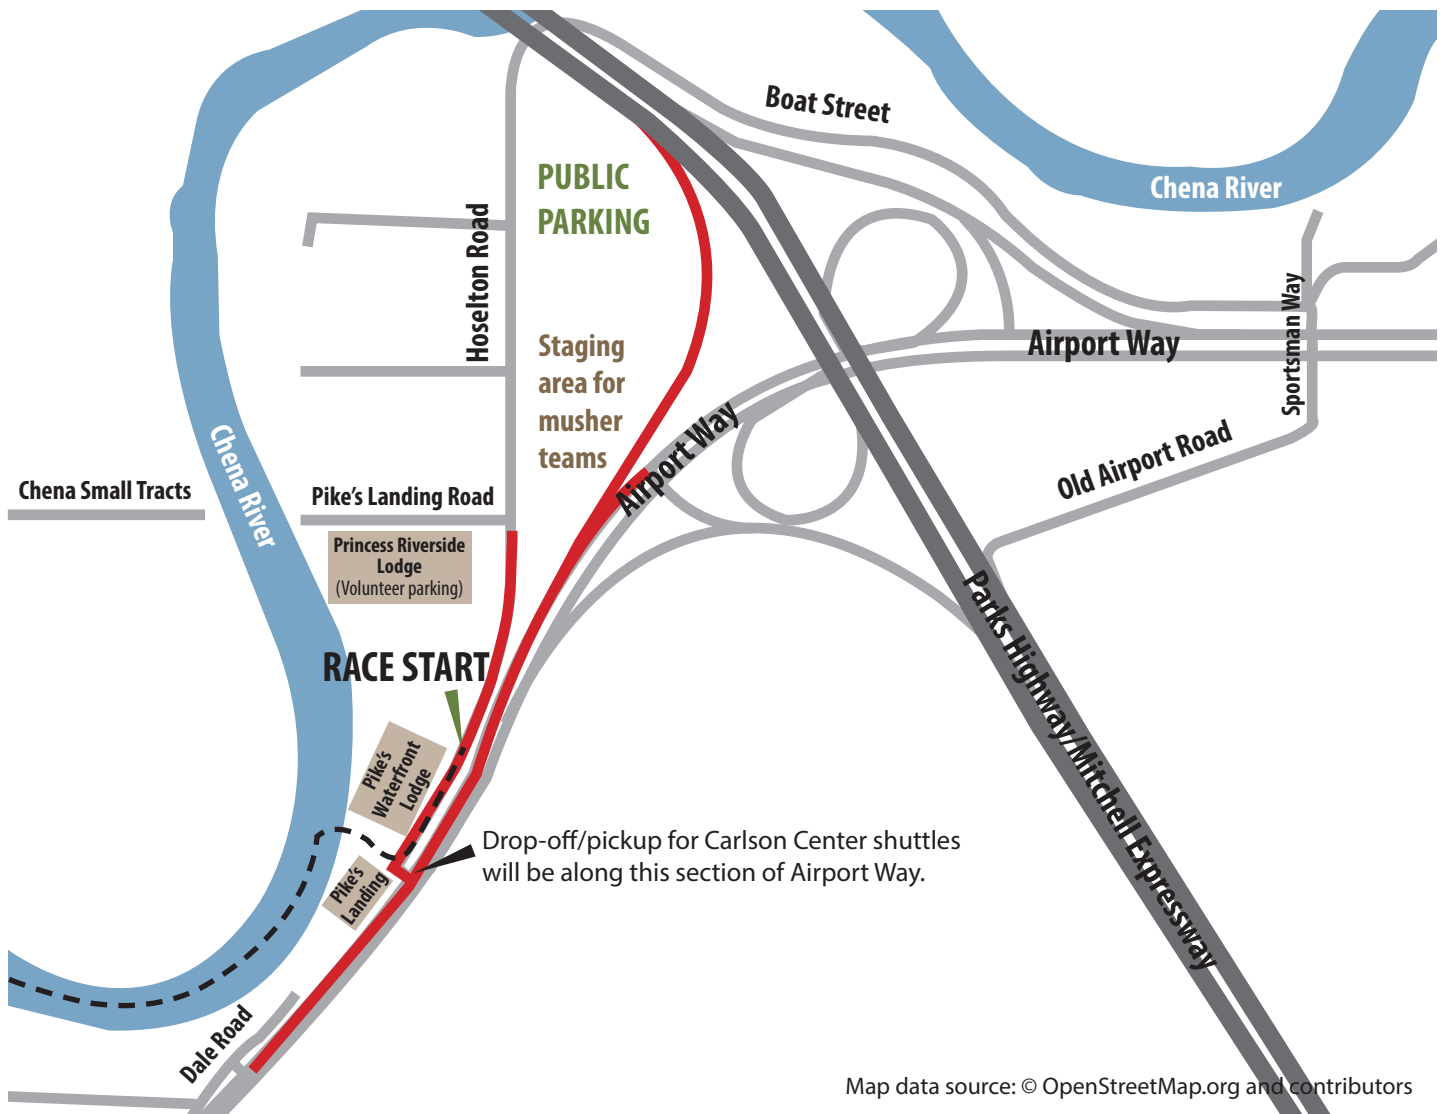 Boat Street
PUBLIC
PARKING
Chena River
Hoselton Road
Sportsman Way
Staging
area for
musher
teams
Airport Way
Airport Way
Old Airport Road
Chena River
Chena Small Tracts
Pike's Landing Road
Princess Riverside
Lodge
(Volunteer parking)
RACE START
Parks Highway/Mitchell Expressway
Pike's
Waterfront
Lodge
Drop-off/pickup for Carlson Center shuttles
will be along this section of Airport Way.
Pike's
Landing
Dale Road
Map data source: © OpenStreetMap.org and contributors